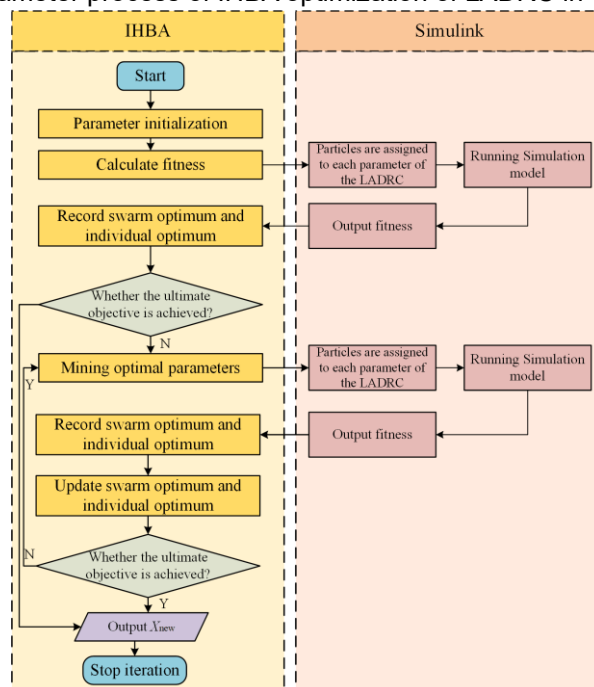 ameter process of IHBA optimization of LADRC in
IHBA
Simulink
Start
Parameter initialization
Calculate fitness
Particles are assigned
to each parameter of
the LADRC
Running Simulation
model
Record swarm optimum and
individual optimum
Output fitness
Whether the ultimate
objective is achieved?
N
Y
Mining optimal parameters
Particles are assigned
to each parameter of
the LADRC
Running Simulation
model
Record swarm optimum and
individual optimum
Output fitness
Update swarm optimum and
individual optimum
N
Whether the ultimate
objective is achieved?
Y
Output Xnew
Stop iteration